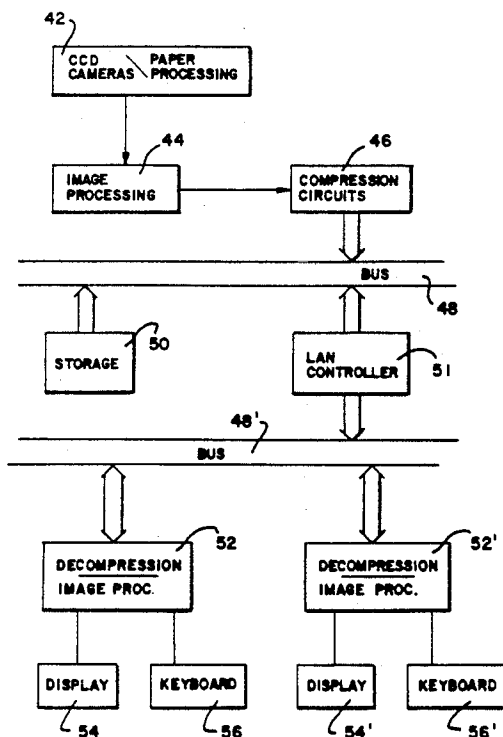 42
CCD \ PAPER
CAMERAS PROCESSING
44
46
IMAGE
PROCESSING
COMPRESSION
CIRCUITS
BUS
48
STORAGE
50
LAN
CONTROLLER
51
48'
BUS
52
52'
DECOMPRESSION
IMAGE PROC.
DECOMPRESSION
IMAGE PROC.
DISPLAY
KEYBOARD
DISPLAY
KEYBOARD
54
56
54'
56'